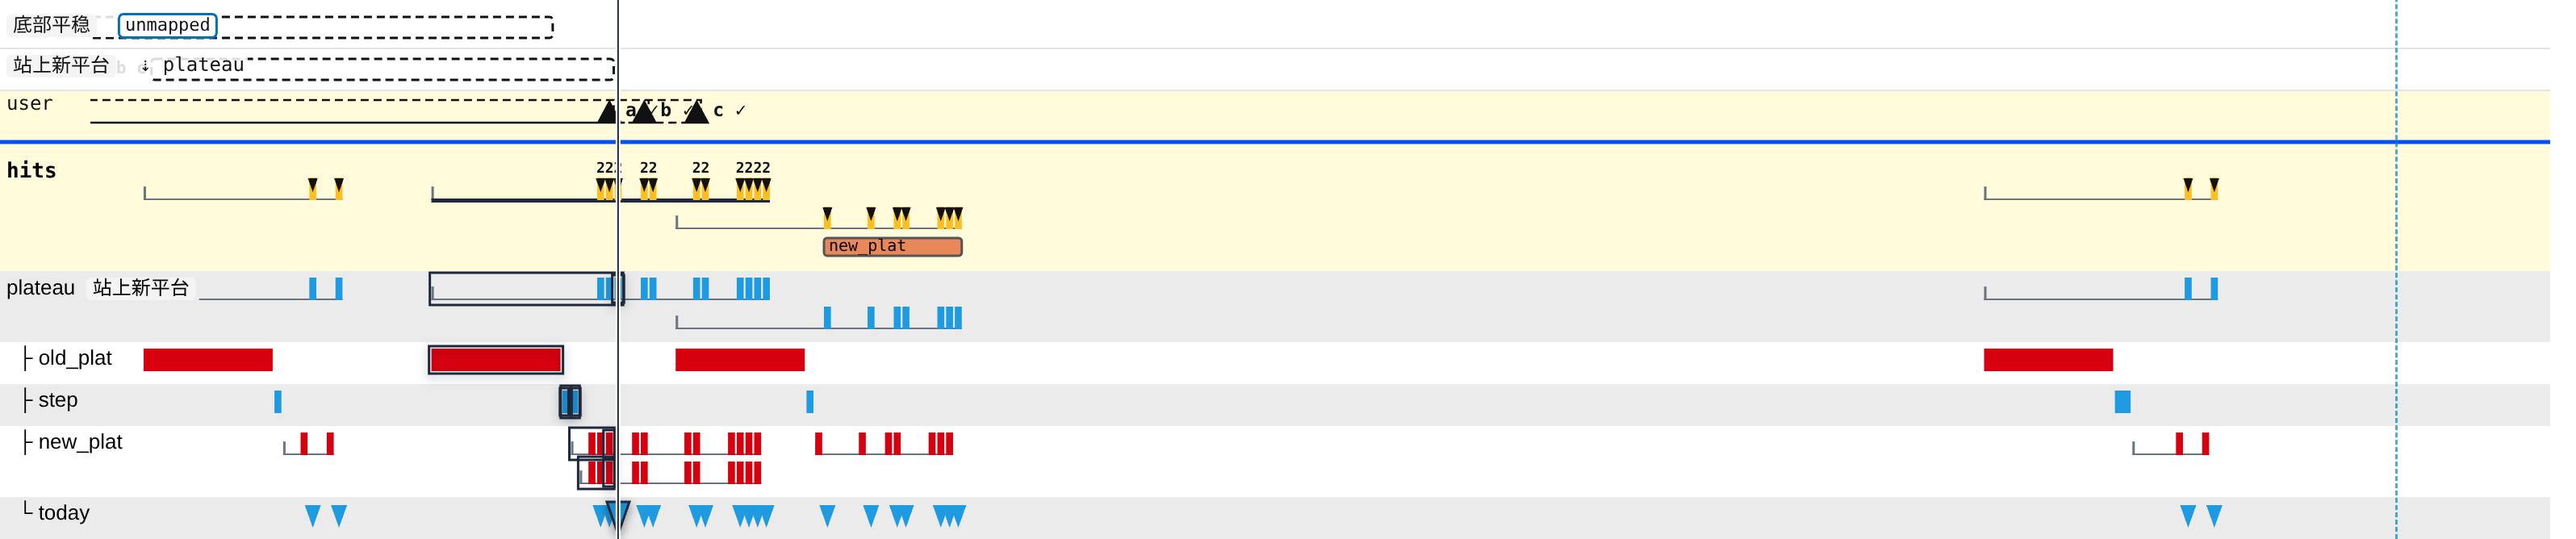 底部平稳 unmapped
站上新平台 ⇣ plateau
user a ✓ b ✓ c ✓
hits
222 22 22 2222
new_plat
plateau 站上新平台
├ old_plat
├ step
├ new_plat
└ today